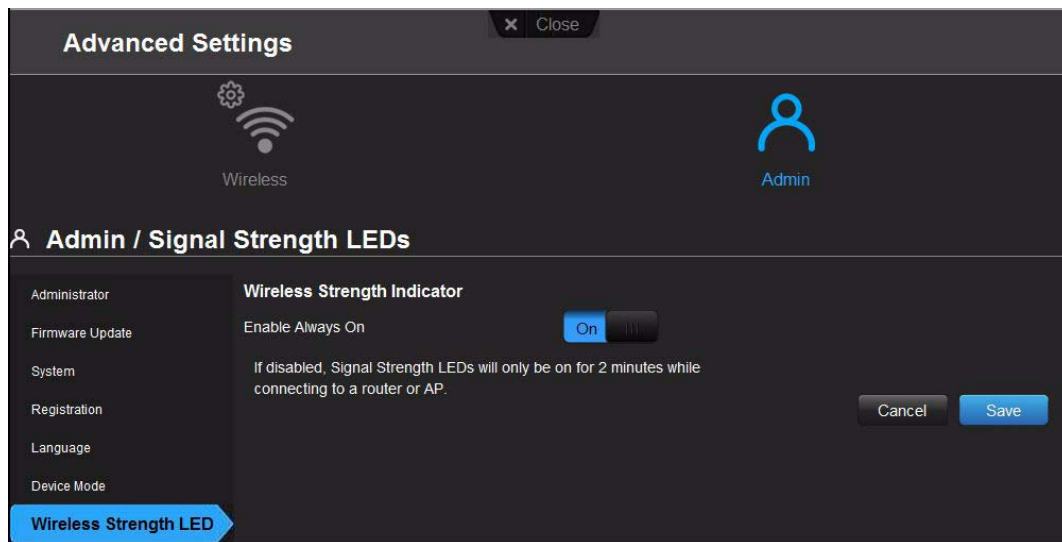 Close
Advanced Settings
Wireless
Admin
Admin / Signal Strength LEDs
Administrator
Firmware Update
System
Registration
Language
Device Mode
Wireless Strength LED
Wireless Strength Indicator
Enable Always On
On
If disabled, Signal Strength LEDs will only be on for 2 minutes while
connecting to a router or AP.
Cancel
Save